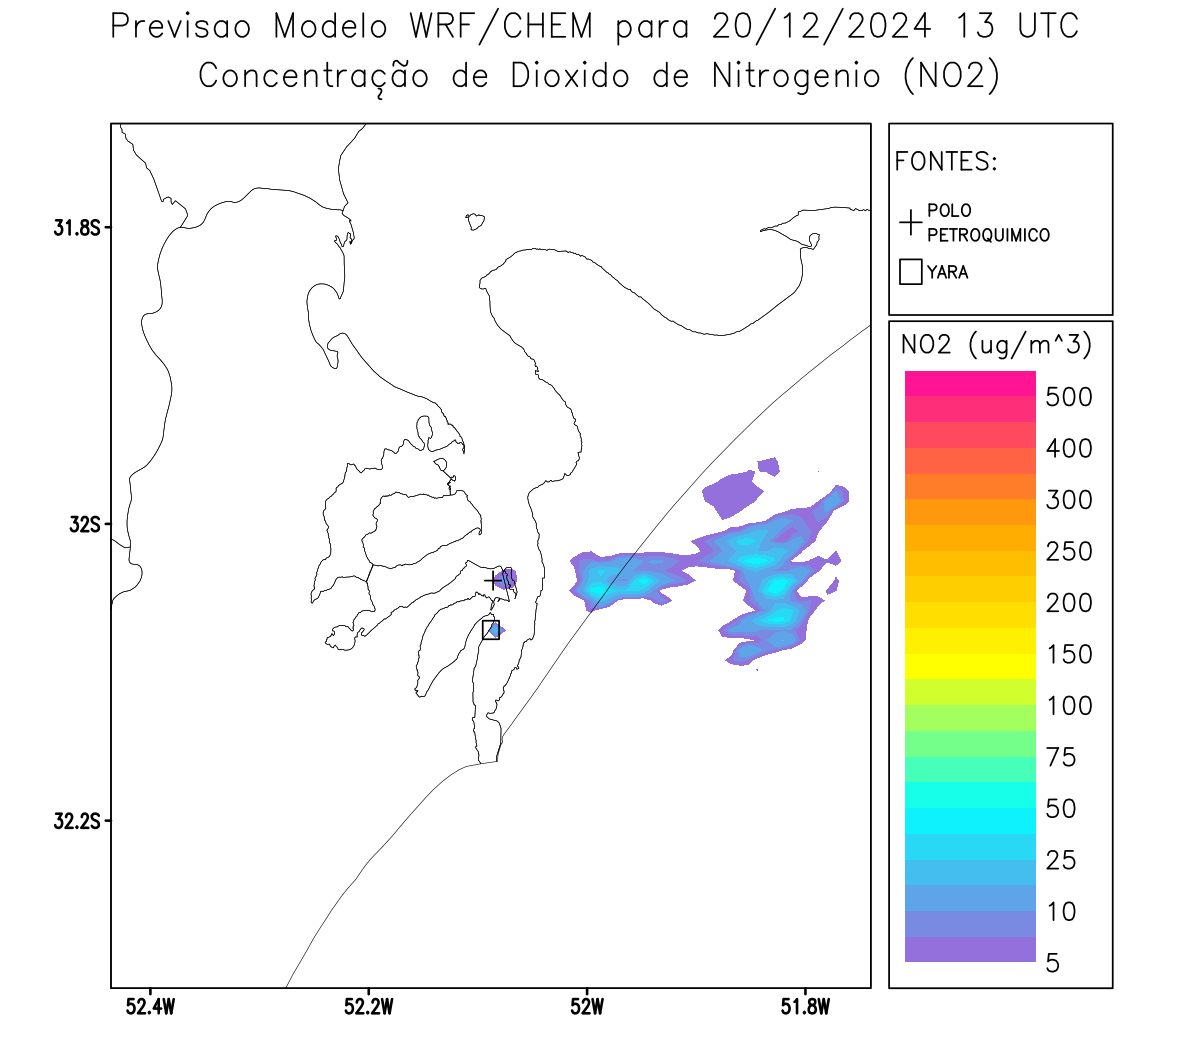 Previsao Modelo WRF/CHEM para 20/12/2024 13 UTC
Concentração de Dioxido de Nitrogenio (NO2)
FONTES:
POLO
PETROQUIMICO
YARA
NO2 (ug/m^3)
500
400
300
250
200
150
100
75
50
25
10
5
31.8S
32S
32.2S
52.4W
52.2W
52W
51.8W